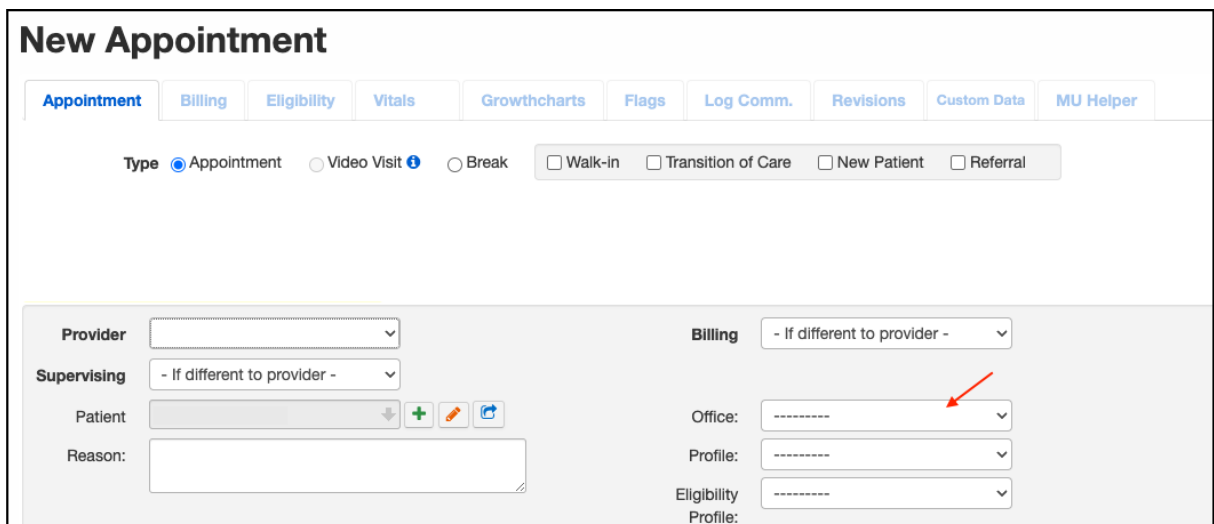 New Appointment
Appointment Billing Eligibility Vitals Growthcharts Flags Log Comm. Revisions Custom Data MU Helper
Type Appointment Video Visit Break Walk-in Transition of Care New Patient Referral
Provider Billing - If different to provider -
Supervising - If different to provider -
Patient Office: ---------
Reason: Profile: ---------
Eligibility Profile: ---------